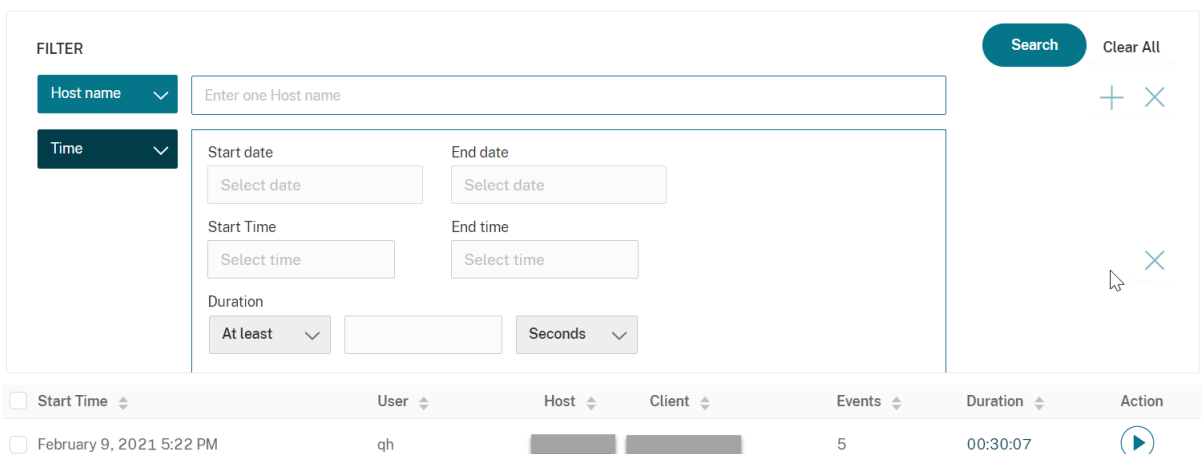 FILTER
Search
Clear All
Host name
Enter one Host name
Time
Start date
End date
Select date
Select date
Start Time
End time
Select time
Select time
Duration
At least
Seconds
Start Time
User
Host
Client
Events
Duration
Action
February 9, 2021 5:22 PM
qh
5
00:30:07